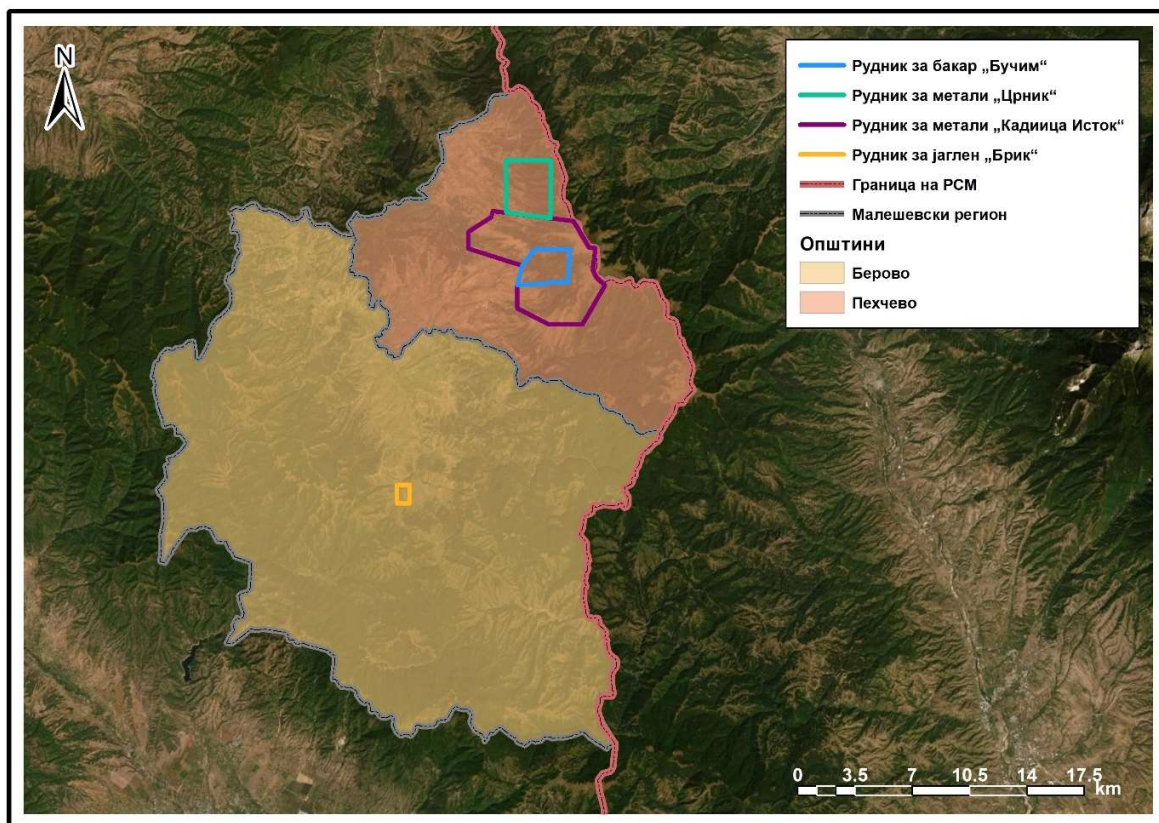 N
Рудник за бакар „Бучим“
Рудник за метали „Црник“
Рудник за метали „Кадиица Исток“
Рудник за јаглен „Брик“
Граница на РСМ
Малешевски регион
Општини
Берово
Пехчево
0 3.5 7 10.5 14 17.5
km